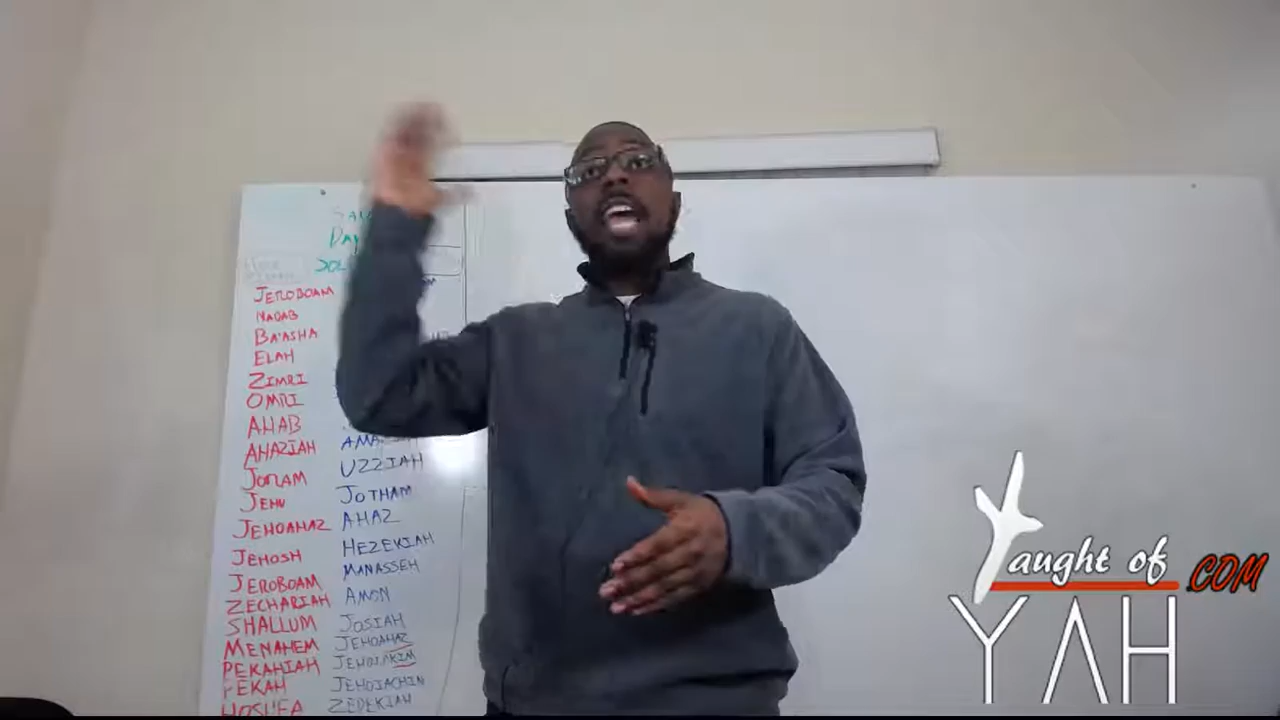 JEROBOAM
NADAB
BA'ASHA
ELAH
ZIMRI
OMRI
AHAB
AHAZIAH
JORAM
JEHU
JEHOAHAZ
JEHOSH
JEROBOAM
ZECHARIAH
SHALLUM
MENAHEM
PEKAHIAH
PEKAH
HOSHEA
AMA
UZZIAH
JOTHAM
AHAZ
HEZEKIAH
MANASSEH
AMON
JOSIAH
JEHOAHAZ
JEHOIAKIM
JEHOIACHIN
ZEDEKIAH
Taught of .COM
YAH